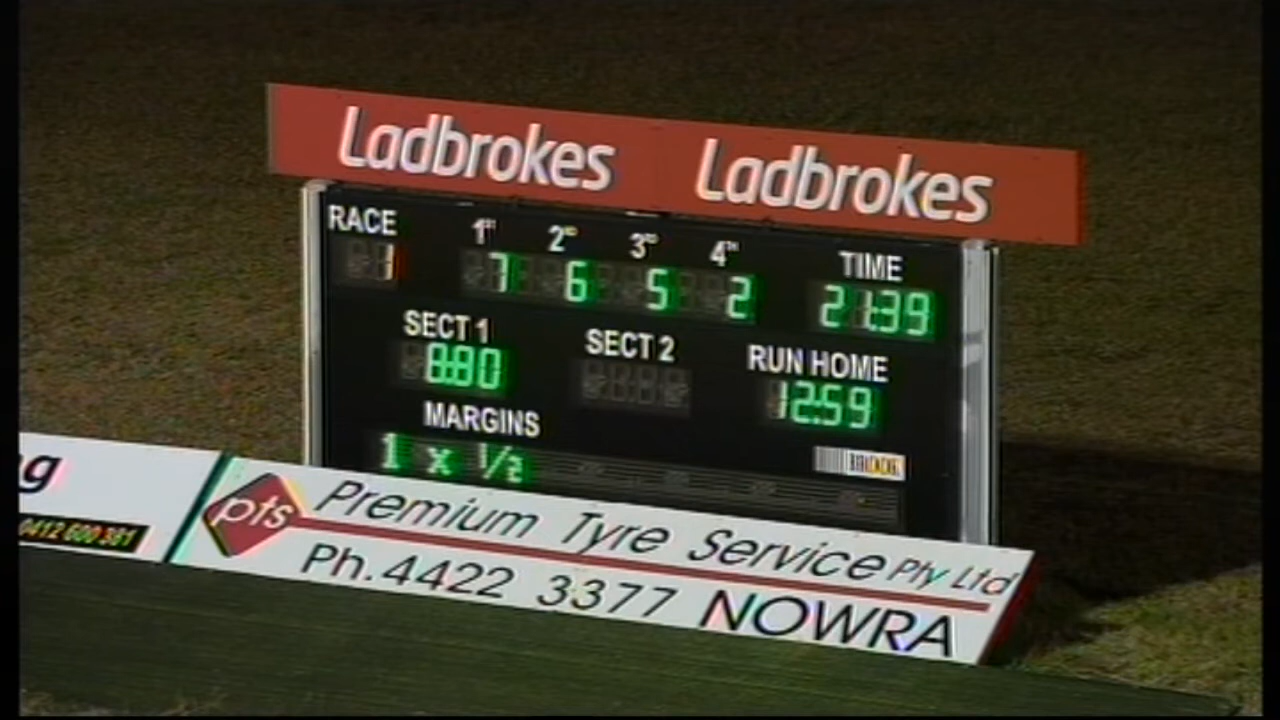 Ladbrokes Ladbrokes
RACE 1ST 2ND 3RD 4TH TIME
1 7 6 5 2 21:39
SECT 1 SECT 2 RUN HOME
8:80 12:59
MARGINS
1 x 1/2
g
0412 600 381
pts Premium Tyre Service Pty Ltd
Ph.4422 3377 NOWRA